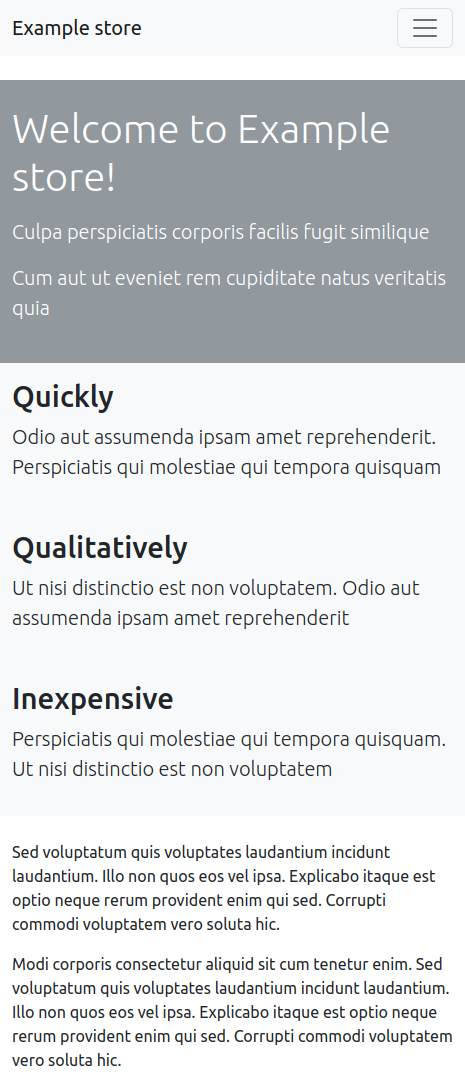 Example store
Welcome to Example
store!
Culpa perspiciatis corporis facilis fugit similique
Cum aut ut eveniet rem cupiditate natus veritatis
quia
Quickly
Odio aut assumenda ipsam amet reprehenderit.
Perspiciatis qui molestiae qui tempora quisquam
Qualitatively
Ut nisi distinctio est non voluptatem. Odio aut
assumenda ipsam amet reprehenderit
Inexpensive
Perspiciatis qui molestiae qui tempora quisquam.
Ut nisi distinctio est non voluptatem
Sed voluptatum quis voluptates laudantium incidunt
laudantium. Illo non quos eos vel ipsa. Explicabo itaque est
optio neque rerum provident enim qui sed. Corrupti
commodi voluptatem vero soluta hic.
Modi corporis consectetur aliquid sit cum tenetur enim. Sed
voluptatum quis voluptates laudantium incidunt laudantium.
Illo non quos eos vel ipsa. Explicabo itaque est optio neque
rerum provident enim qui sed. Corrupti commodi voluptatem
vero soluta hic.